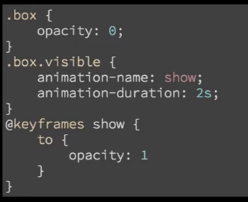 .box {
    opacity: 0;
}
.box.visible {
    animation-name: show;
    animation-duration: 2s;
}
@keyframes show {
    to {
        opacity: 1
    }
}